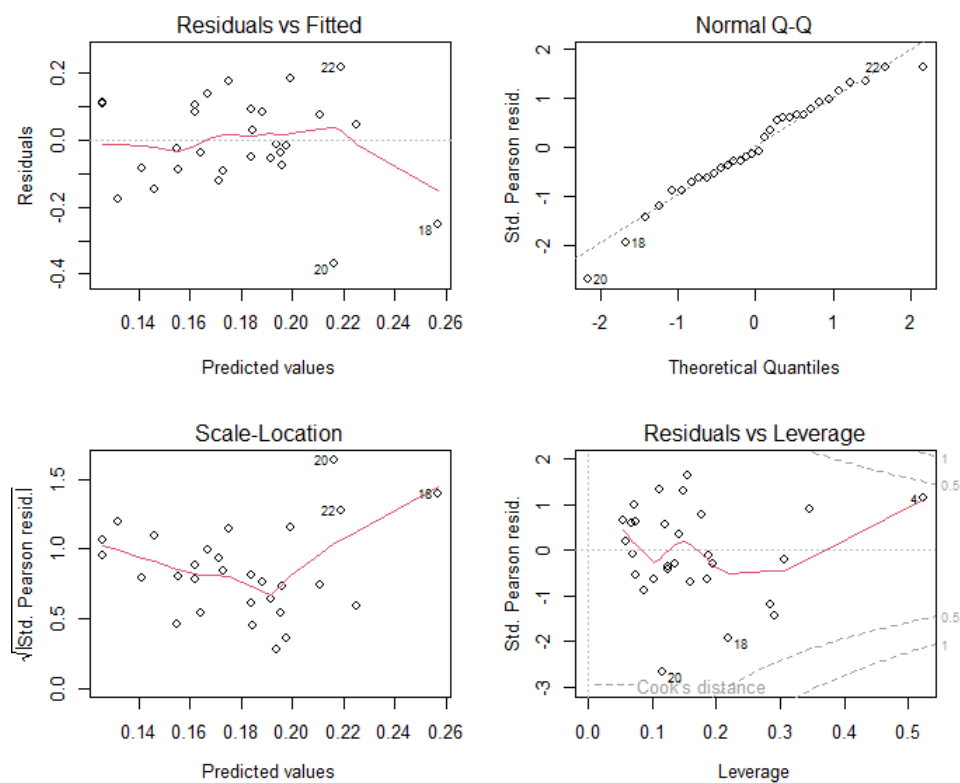 Residuals vs Fitted
Residuals
0.2
0.0
-0.2
-0.4
22
18
20
0.14 0.16 0.18 0.20 0.22 0.24 0.26
Predicted values
Normal Q-Q
Std. Pearson resid.
2
1
0
-1
-2
22
18
20
-2 -1 0 1 2
Theoretical Quantiles
Scale-Location
√|Std. Pearson resid.|
1.5
1.0
0.5
0.0
20
18
22
0.14 0.16 0.18 0.20 0.22 0.24 0.26
Predicted values
Residuals vs Leverage
Std. Pearson resid.
2
1
0
-1
-2
-3
1
0.5
4
0.5
1
18
20
Cook's distance
0.0 0.1 0.2 0.3 0.4 0.5
Leverage